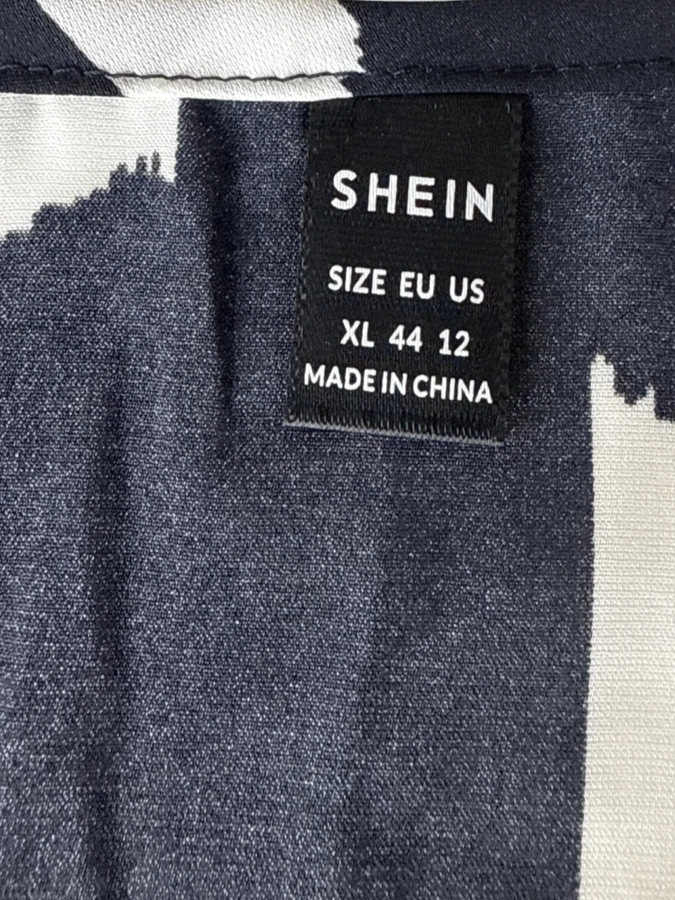 SHEIN
SIZE EU US
XL 44 12
MADE IN CHINA